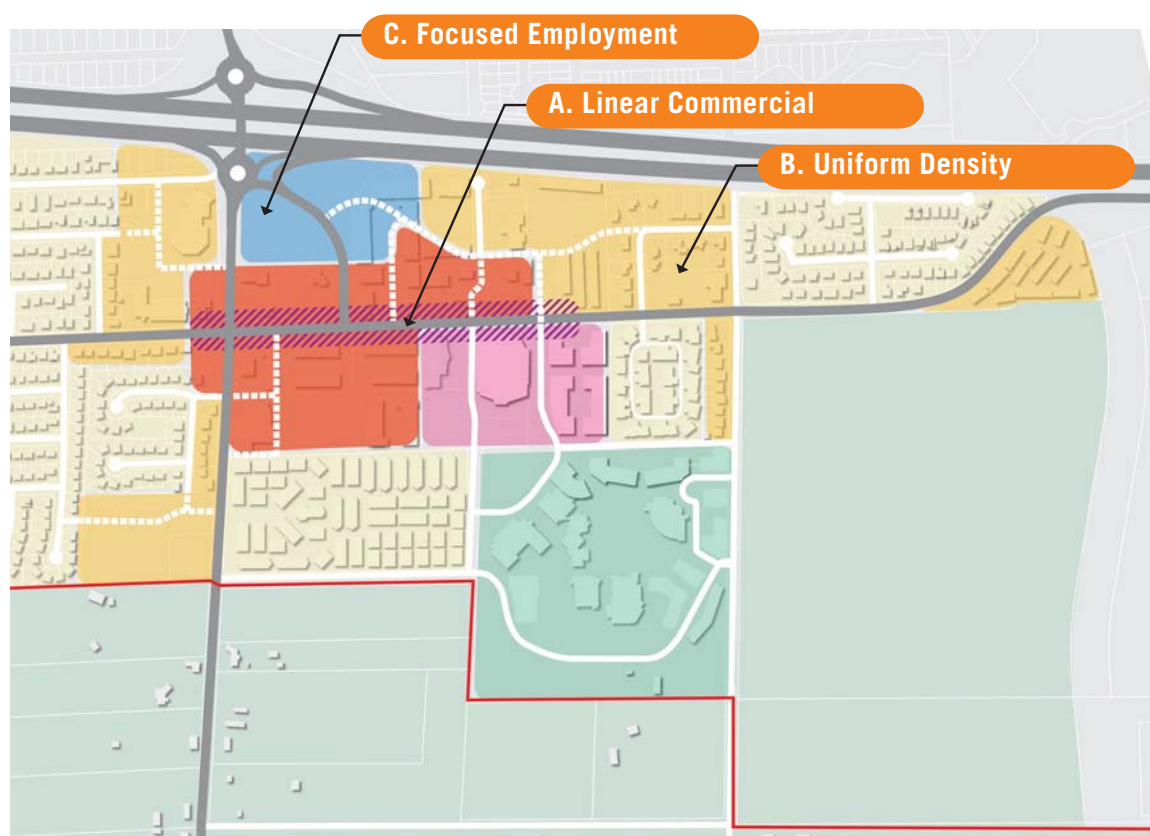 C. Focused Employment
A. Linear Commercial
B. Uniform Density